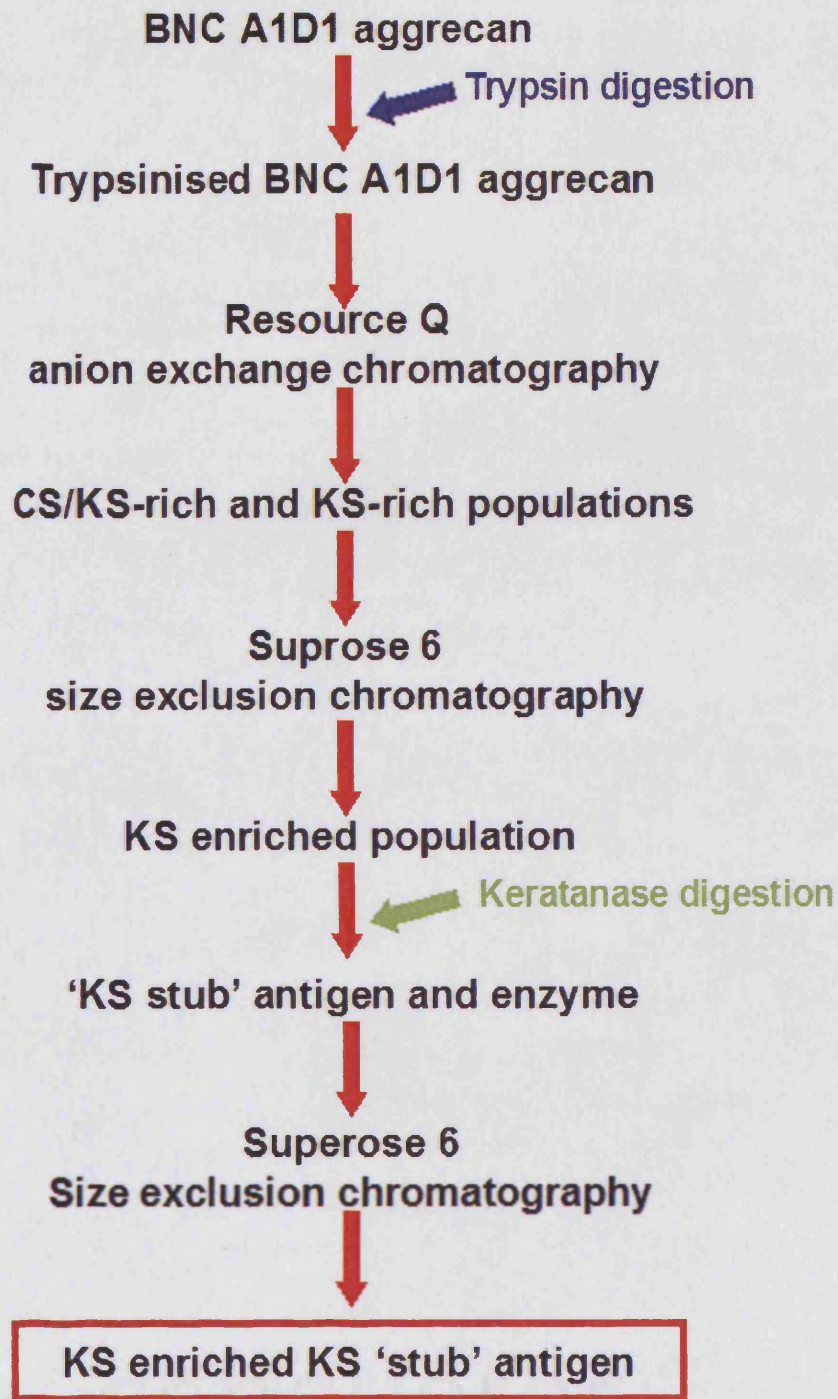 BNC A1D1 aggrecan
Trypsin digestion
Trypsinised BNC A1D1 aggrecan
Resource Q
anion exchange chromatography
CS/KS-rich and KS-rich populations
Suprose 6
size exclusion chromatography
KS enriched population
Keratanase digestion
‘KS stub’ antigen and enzyme
Superose 6
Size exclusion chromatography
KS enriched KS ‘stub’ antigen